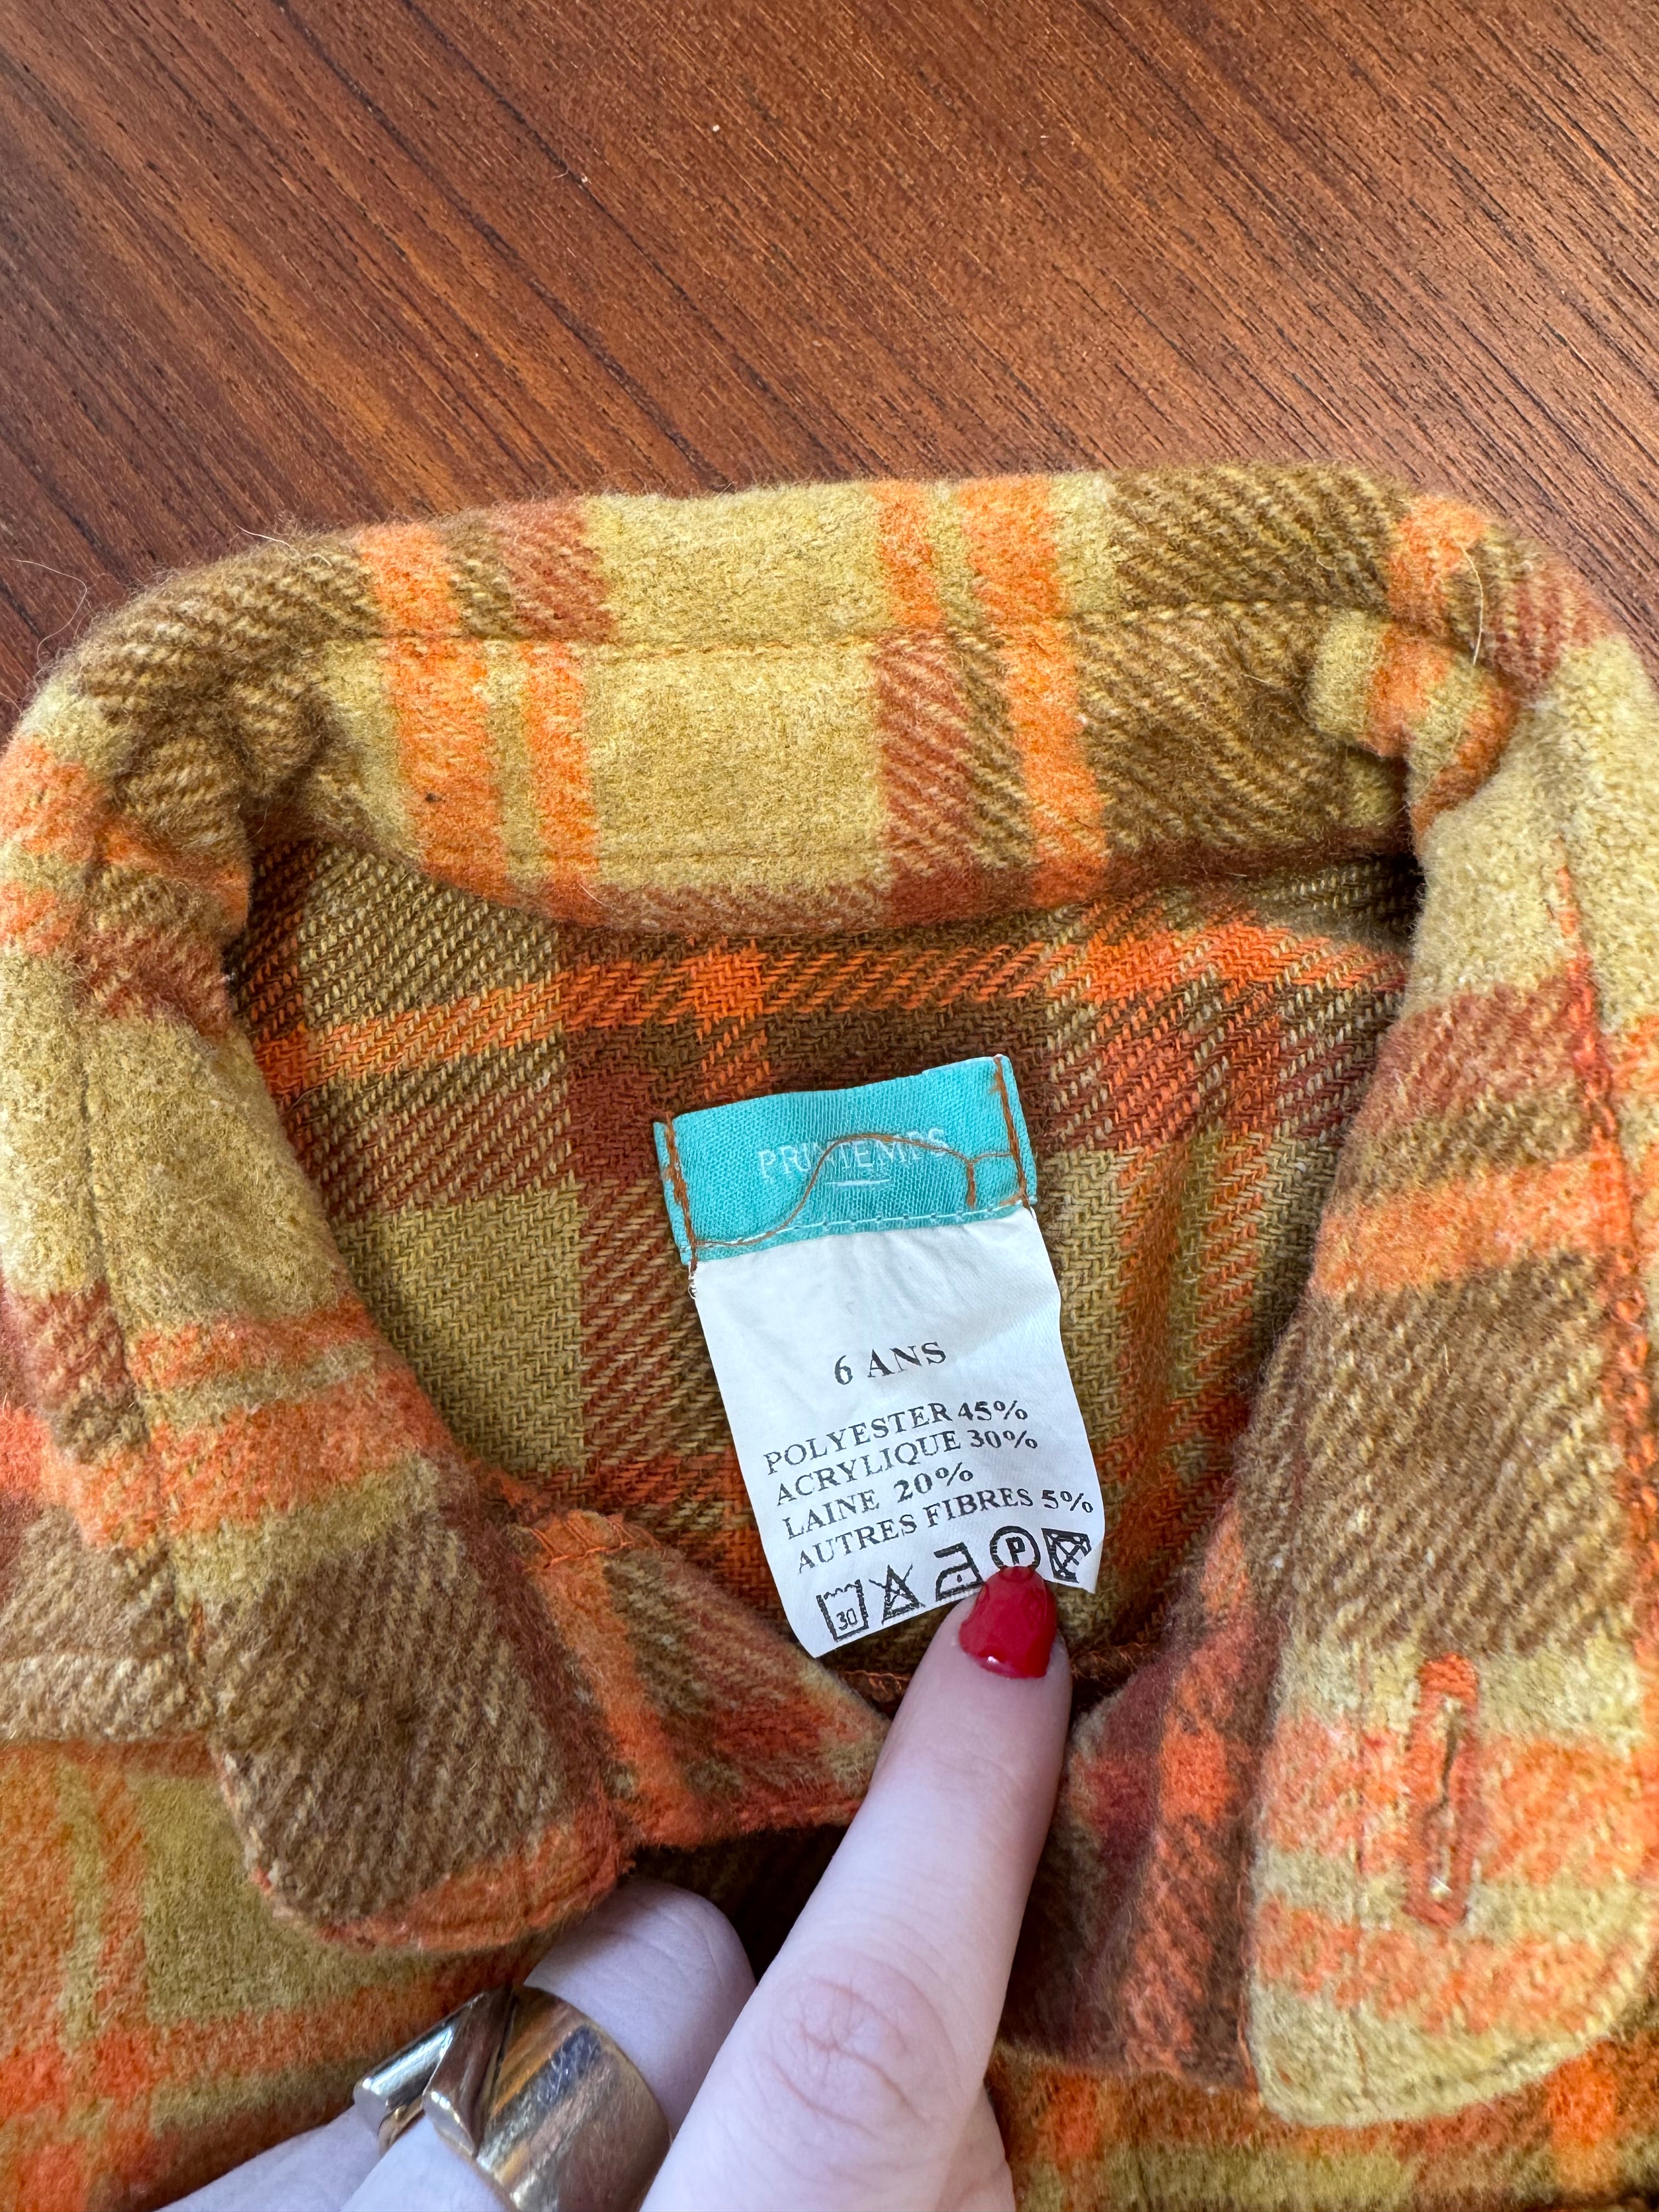 PRINTEMPS
6 ANS
POLYESTER 45%
ACRYLIQUE 30%
LAINE 20%
AUTRES FIBRES 5%
30 P